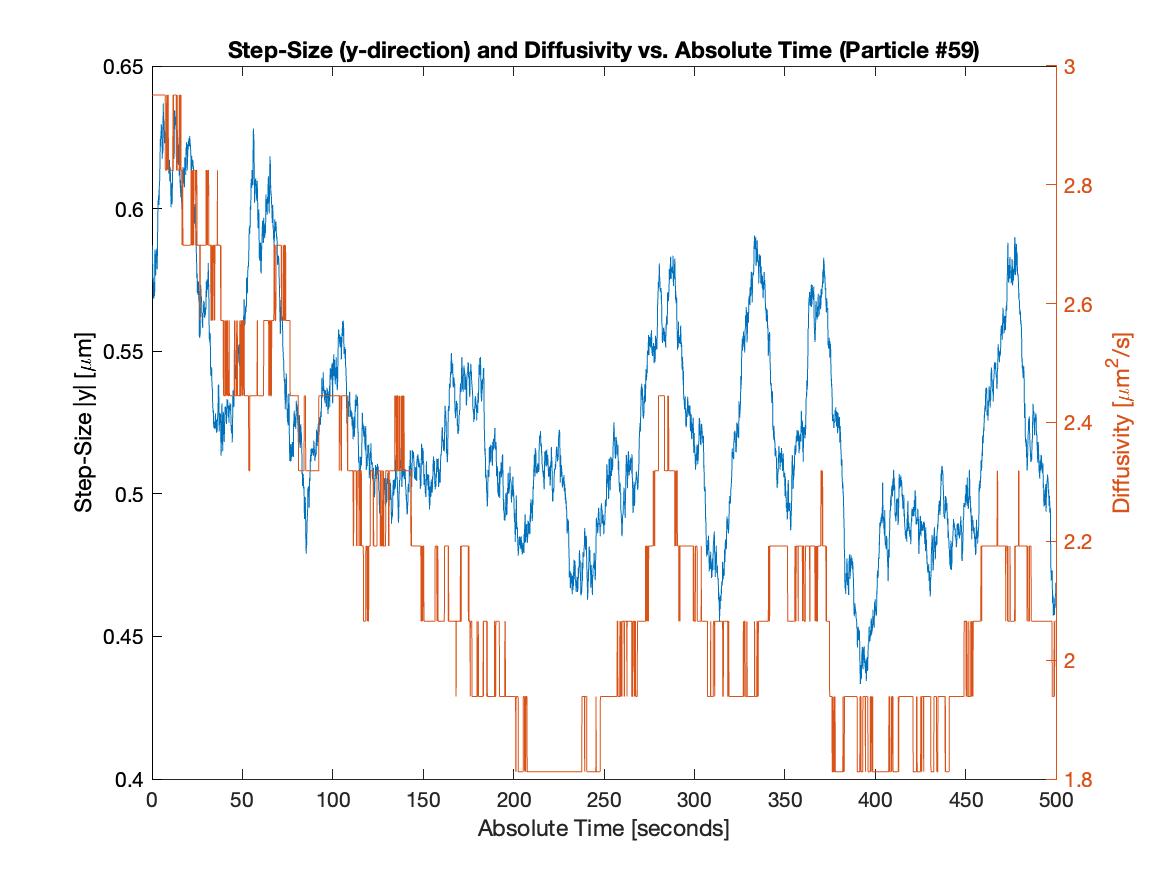 Step-Size (y-direction) and Diffusivity vs. Absolute Time (Particle #59)
0.65
0.6
0.55
0.5
0.45
0.4
Step-Size |y| [μm]
3
2.8
2.6
2.4
2.2
2
1.8
Diffusivity [μm²/s]
0 50 100 150 200 250 300 350 400 450 500
Absolute Time [seconds]